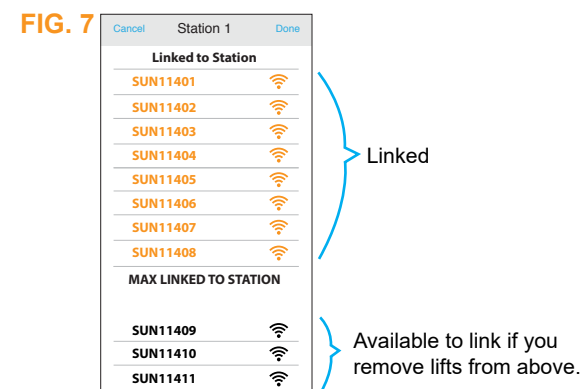 FIG. 7
Cancel Station 1 Done
Linked to Station
SUN11401
SUN11402
SUN11403
SUN11404
SUN11405
SUN11406
SUN11407
SUN11408
Linked
MAX LINKED TO STATION
SUN11409
SUN11410
SUN11411
Available to link if you
remove lifts from above.